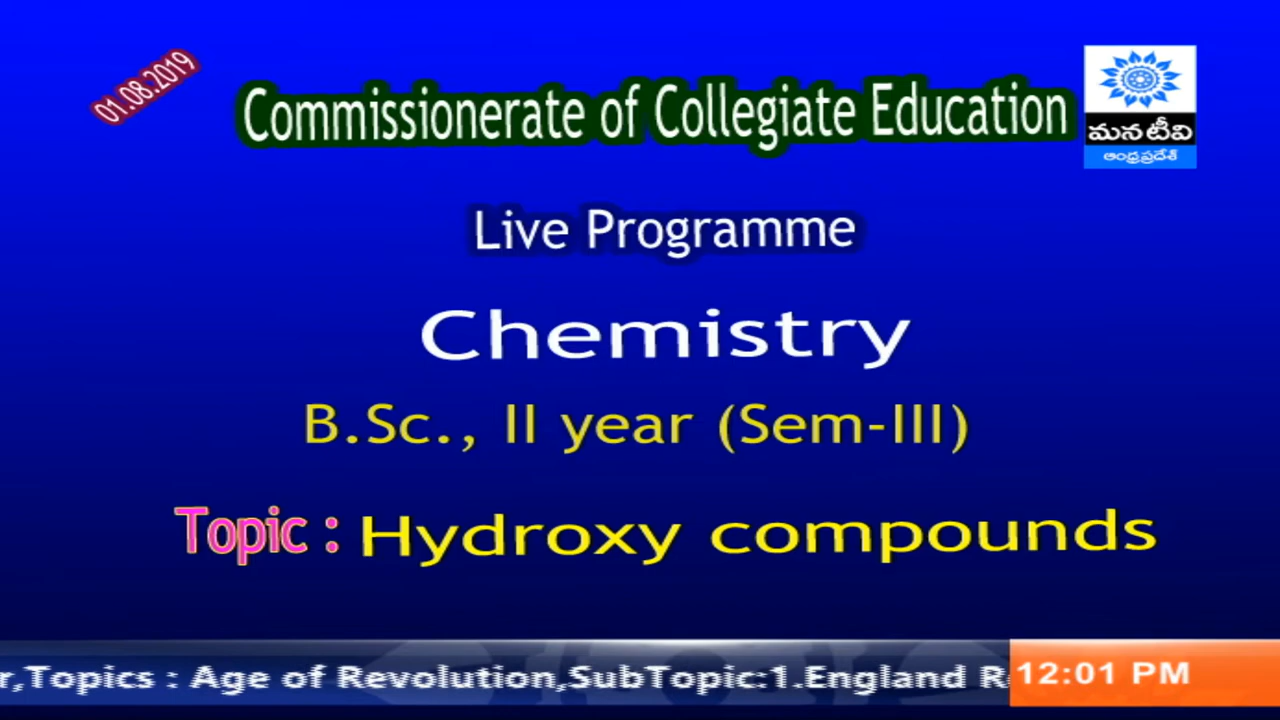 01.08.2019
Commissionerate of Collegiate Education
మన టీవి
ఆంధ్రప్రదేశ్
Live Programme
Chemistry
B.Sc., II year (Sem-III)
Topic : Hydroxy compounds
r,Topics : Age of Revolution,SubTopic:1.England R
12:01 PM